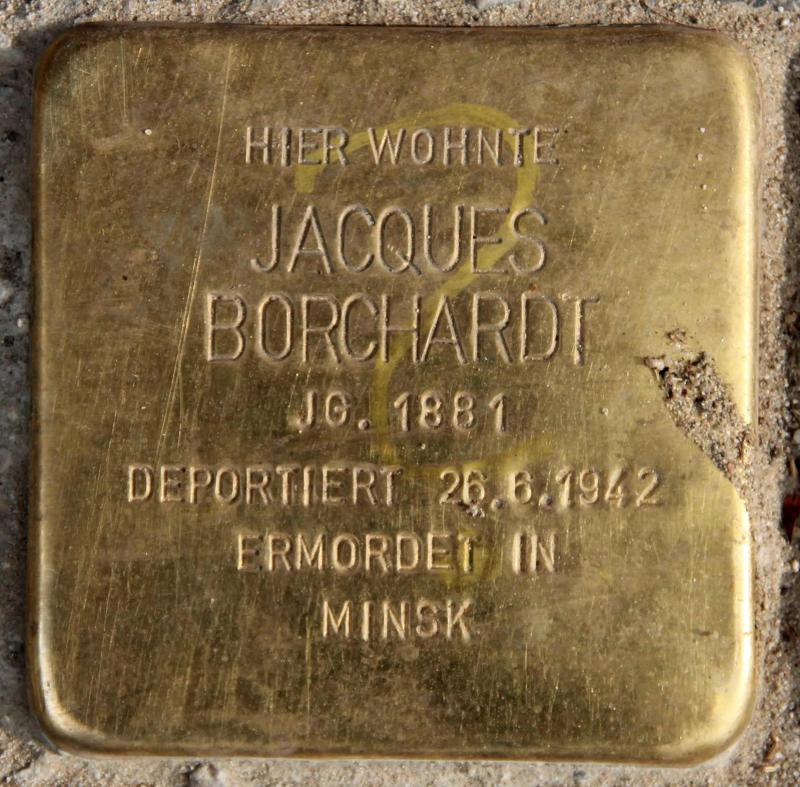 HIER WOHNTE
JACQUES
BORCHARDT
JG. 1881
DEPORTIERT 26.6.1942
ERMORDET IN
MINSK